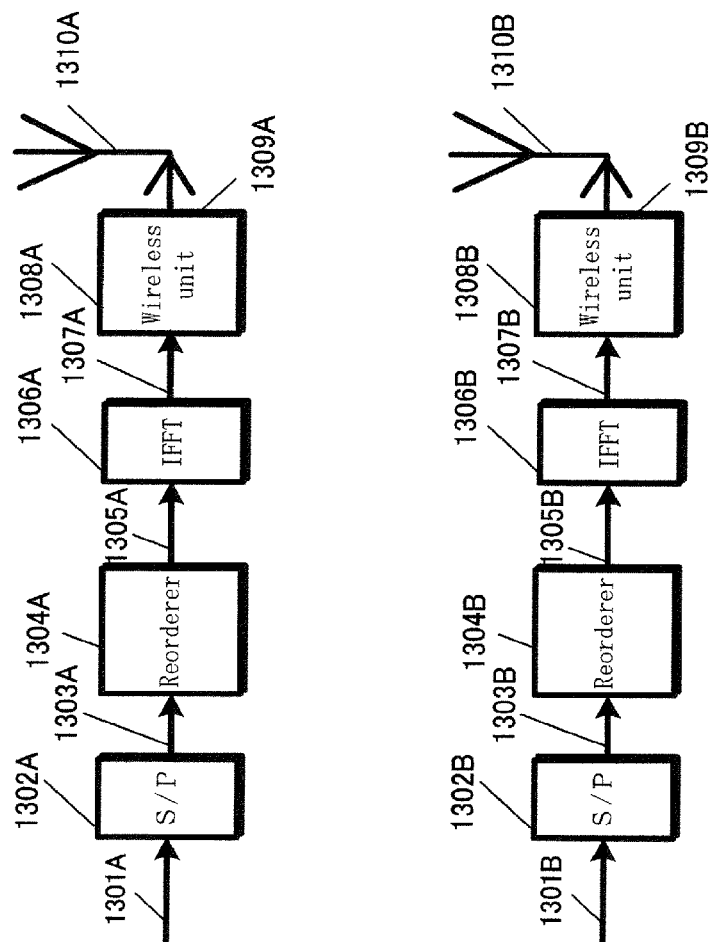 1301A
1302A
S/P
1303A
1304A
Reorderer
1305A
1306A
IFFT
1307A
1308A
Wireless
unit
1309A
1310A
1301B
1302B
S/P
1303B
1304B
Reorderer
1305B
1306B
IFFT
1307B
1308B
Wireless
unit
1309B
1310B